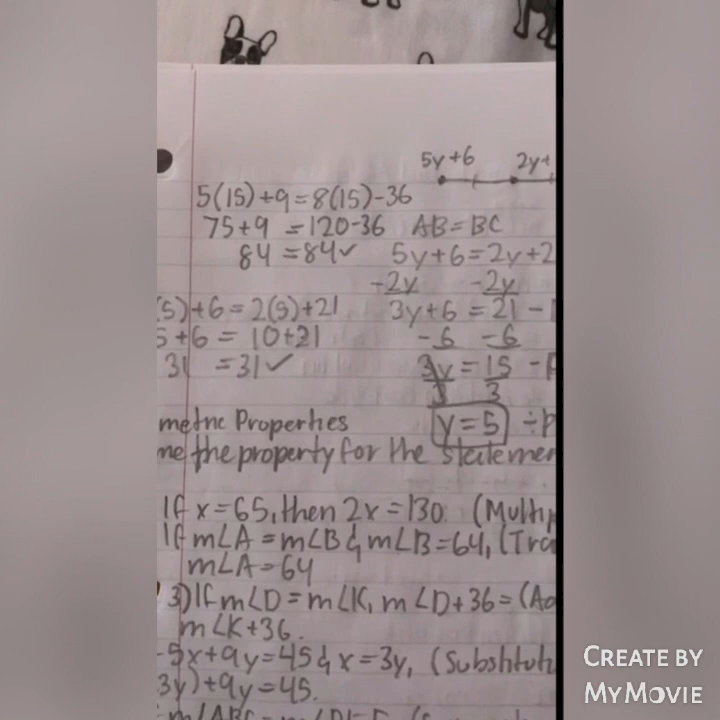 5y+6 2y+
5(15)+9=8(15)-36
75+9 =120-36 AB=BC
84 =84✓ 5y+6=2y+2
-2y -2y
(5)+6=2(5)+21 3y+6=21 -
5+6= 10+21 -6 -6
31 =31✓ 3y = 15 -
3 3
metric Properties y=5 ÷P
me the property for the statemen
If x=65, then 2x=130 (Multip
If m∠A=m∠B & m∠B=64, (Tra
m∠A=64
3) If m∠D=m∠K, m∠D+36=(Ad
m∠K+36.
-5x+9y=45 & x=3y, (Substitut
3y)+9y=45.
CREATE BY
MYMOVIE